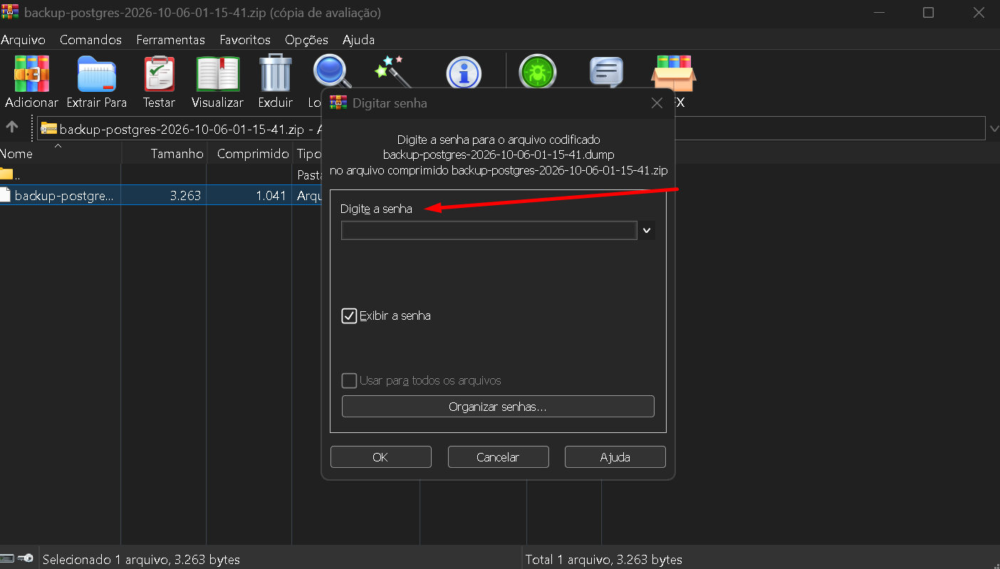 backup-postgres-2026-10-06-01-15-41.zip (cópia de avaliação)
Arquivo Comandos Ferramentas Favoritos Opções Ajuda
Adicionar Extrair Para Testar Visualizar Excluir Lo X
Digitar senha
backup-postgres-2026-10-06-01-15-41.zip - A
Nome Tamanho Comprimido Tipo
.. Pasta
backup-postgre... 3.263 1.041 Arqu
Digite a senha para o arquivo codificado
backup-postgres-2026-10-06-01-15-41.dump
no arquivo comprimido backup-postgres-2026-10-06-01-15-41.zip
Digite a senha
Exibir a senha
Usar para todos os arquivos
Organizar senhas...
OK Cancelar Ajuda
Selecionado 1 arquivo, 3.263 bytes Total 1 arquivo, 3.263 bytes